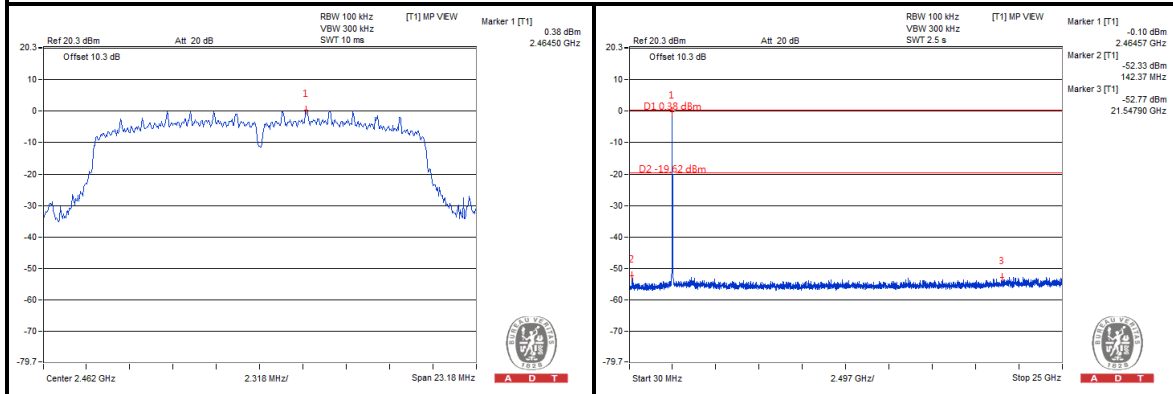 RBW 100 kHz [T1] MP VIEW
VBW 300 kHz
Ref 20.3 dBm Att 20 dB SWT 10 ms
Marker 1 [T1]
0.38 dBm
2.46450 GHz
20.3
Offset 10.3 dB
10
0
-10
-20
-30
-40
-50
-60
-70
-79.7
1
Center 2.462 GHz 2.318 MHz/ Span 23.18 MHz
BUREAU VERITAS
1828
A D T
RBW 100 kHz [T1] MP VIEW
VBW 300 kHz
Ref 20.3 dBm Att 20 dB SWT 2.5 s
Marker 1 [T1]
-0.10 dBm
2.46457 GHz
Marker 2 [T1]
-52.33 dBm
142.37 MHz
Marker 3 [T1]
-52.77 dBm
21.54790 GHz
20.3
Offset 10.3 dB
10
0
-10
-20
-30
-40
-50
-60
-70
-79.7
1
D1 0.38 dBm
D2 -19.62 dBm
2
3
Start 30 MHz 2.497 GHz/ Stop 25 GHz
BUREAU VERITAS
1828
A D T